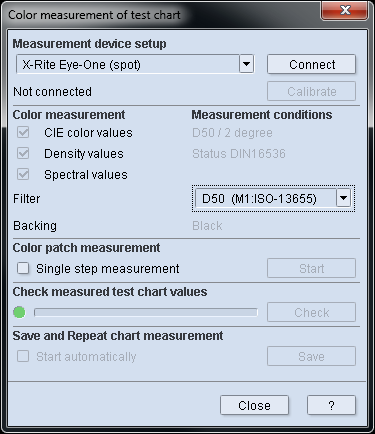 Color measurement of test chart
Measurement device setup
X-Rite Eye-One (spot)
Connect
Not connected
Calibrate
Color measurement
Measurement conditions
CIE color values
D50 / 2 degree
Density values
Status DIN16536
Spectral values
Filter
D50 (M1:ISO-13655)
Backing
Black
Color patch measurement
Single step measurement
Start
Check measured test chart values
Check
Save and Repeat chart measurement
Start automatically
Save
Close
?